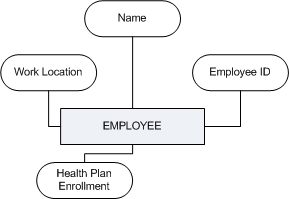 Name
Work Location
Employee ID
EMPLOYEE
Health Plan
Enrollment